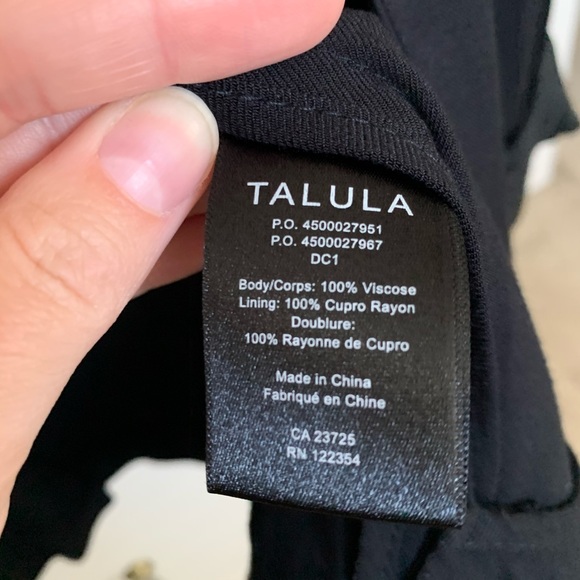 TALULA
P.O. 4500027951
P.O. 4500027967
DC1
Body/Corps: 100% Viscose
Lining: 100% Cupro Rayon
Doublure:
100% Rayonne de Cupro
Made in China
Fabriqué en Chine
CA 23725
RN 122354